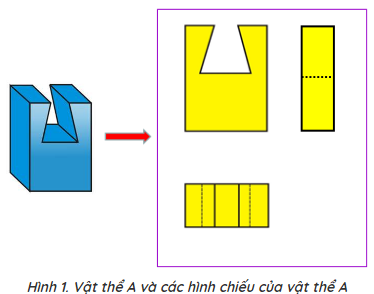 Hình 1. Vật thể A và các hình chiếu của vật thể A